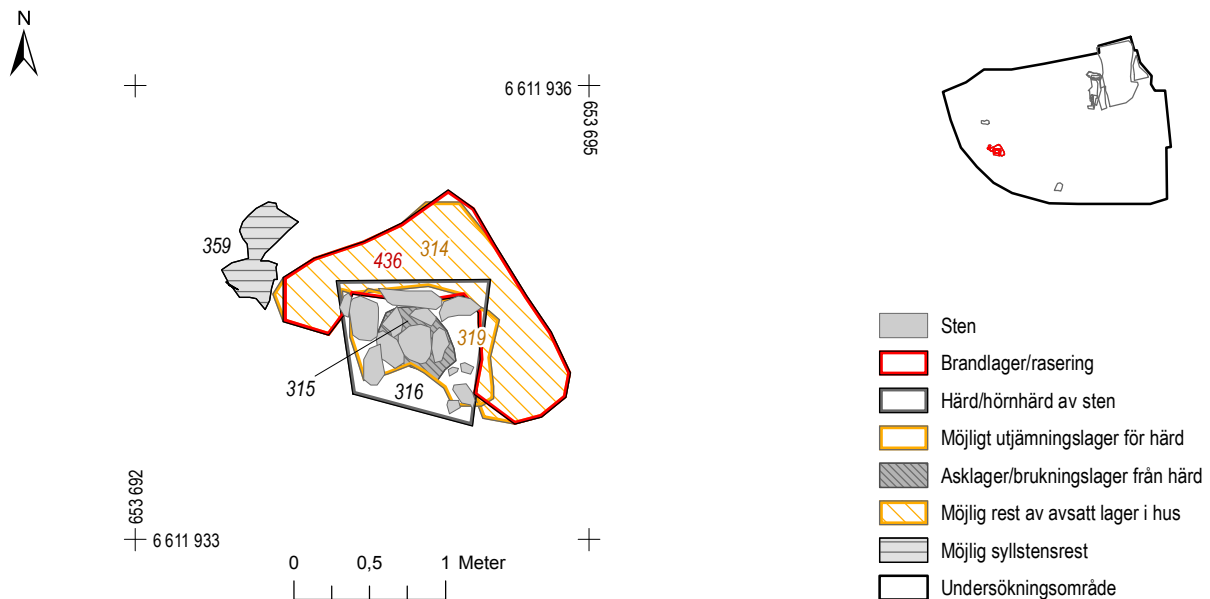 N
6 611 936
653 695
359
436
314
319
315
316
653 692
6 611 933
0 0,5 1 Meter
Sten
Brandlager/rasering
Härd/hörnhärd av sten
Möjligt utjämningslager för härd
Asklager/brukningslager från härd
Möjlig rest av avsatt lager i hus
Möjlig syllstensrest
Undersökningsområde